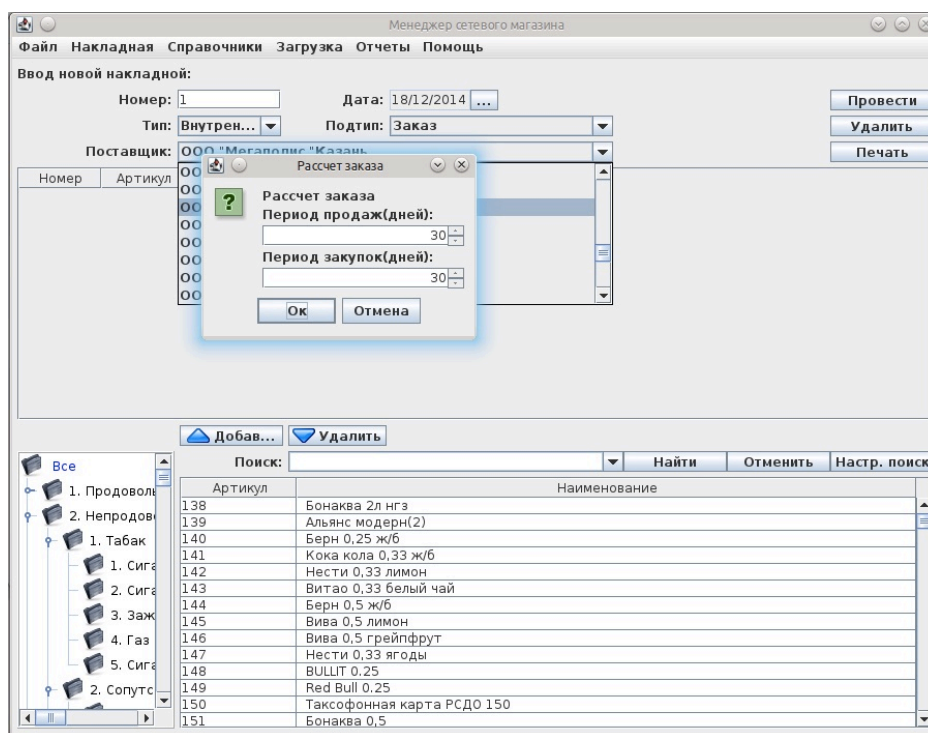 Менеджер сетевого магазина
Файл Накладная Справочники Загрузка Отчеты Помощь
Ввод новой накладной:
Номер: 1 Дата: 18/12/2014 ... Провести
Тип: Внутрен... Подтип: Заказ Удалить
Поставщик: ООО "Мегаполис "Казань Печать
Номер Артикул
Рассчет заказа
?
Рассчет заказа
Период продаж(дней):
30
Период закупок(дней):
30
Ок Отмена
Добав... Удалить
Поиск: Найти Отменить Настр. поиск
Все
1. Продоволь
2. Непродов
1. Табак
1. Сига
2. Сига
3. Заж
4. Газ
5. Сига
2. Сопутс
Артикул Наименование
138 Бонаква 2л нгз
139 Альянс модерн(2)
140 Берн 0,25 ж/б
141 Кока кола 0,33 ж/б
142 Нести 0,33 лимон
143 Витао 0,33 белый чай
144 Берн 0,5 ж/б
145 Вива 0,5 лимон
146 Вива 0,5 грейпфрут
147 Нести 0,33 ягоды
148 BULLIT 0.25
149 Red Bull 0.25
150 Таксофонная карта РСДО 150
151 Бонаква 0,5